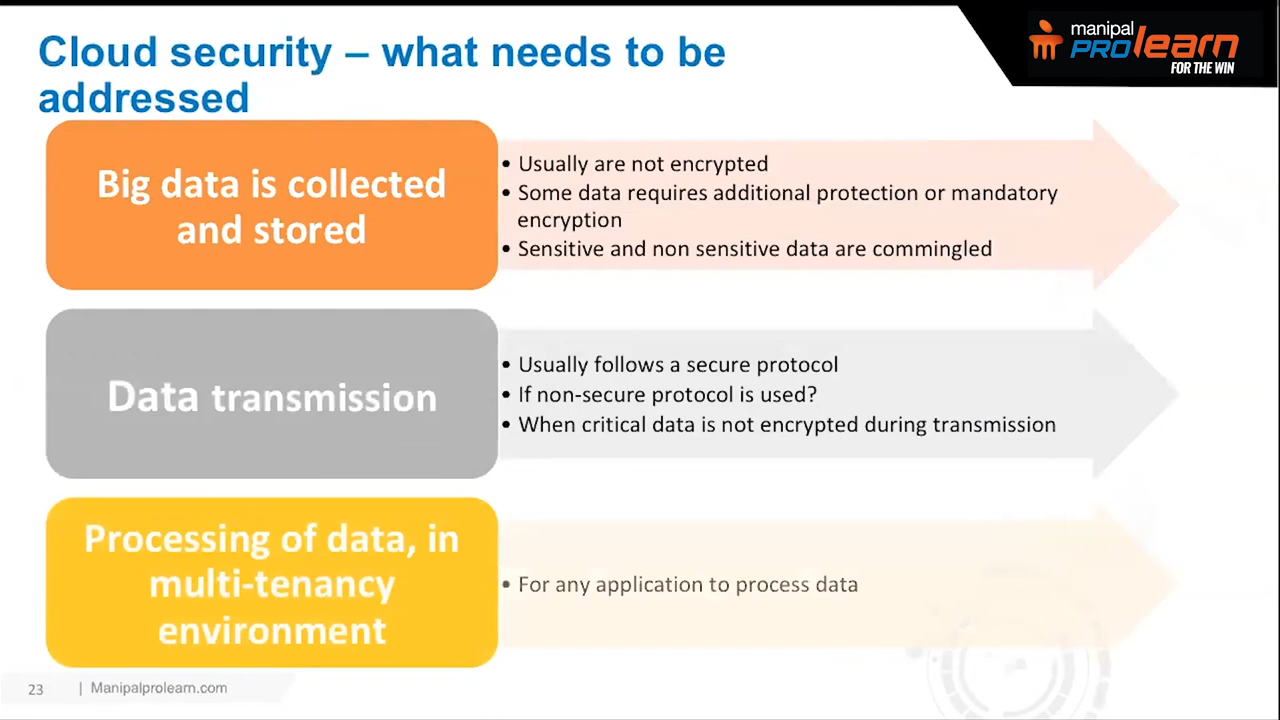 Cloud security – what needs to be
addressed
manipal
PROlearn
FOR THE WIN
Big data is collected
and stored
• Usually are not encrypted
• Some data requires additional protection or mandatory
encryption
• Sensitive and non sensitive data are commingled
Data transmission
• Usually follows a secure protocol
• If non-secure protocol is used?
• When critical data is not encrypted during transmission
Processing of data, in
multi-tenancy
environment
• For any application to process data
23 | Manipalprolearn.com